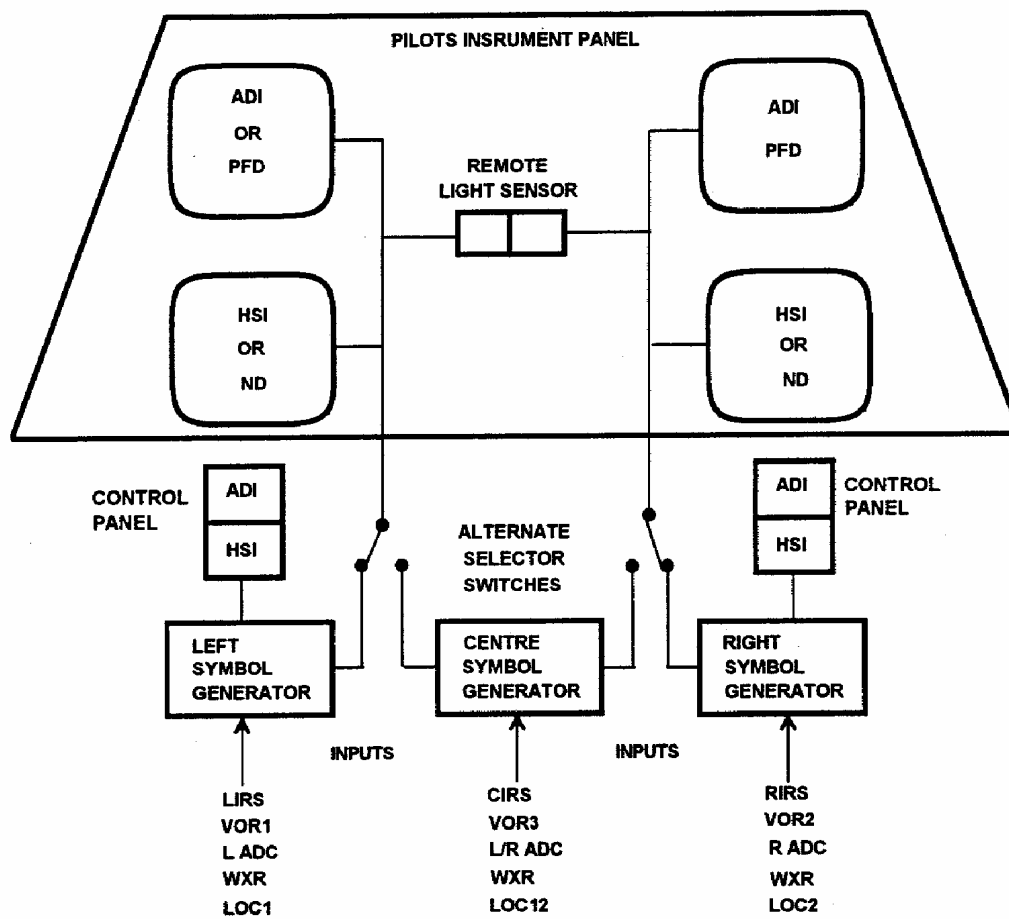 PILOTS INSRUMENT PANEL
ADI
OR
PFD
ADI
PFD
REMOTE
LIGHT SENSOR
HSI
OR
ND
HSI
OR
ND
CONTROL
PANEL
ADI
HSI
ALTERNATE
SELECTOR
SWITCHES
ADI
HSI
CONTROL
PANEL
LEFT
SYMBOL
GENERATOR
CENTRE
SYMBOL
GENERATOR
RIGHT
SYMBOL
GENERATOR
INPUTS
INPUTS
LIRS
VOR1
L ADC
WXR
LOC1
CIRS
VOR3
L/R ADC
WXR
LOC12
RIRS
VOR2
R ADC
WXR
LOC2